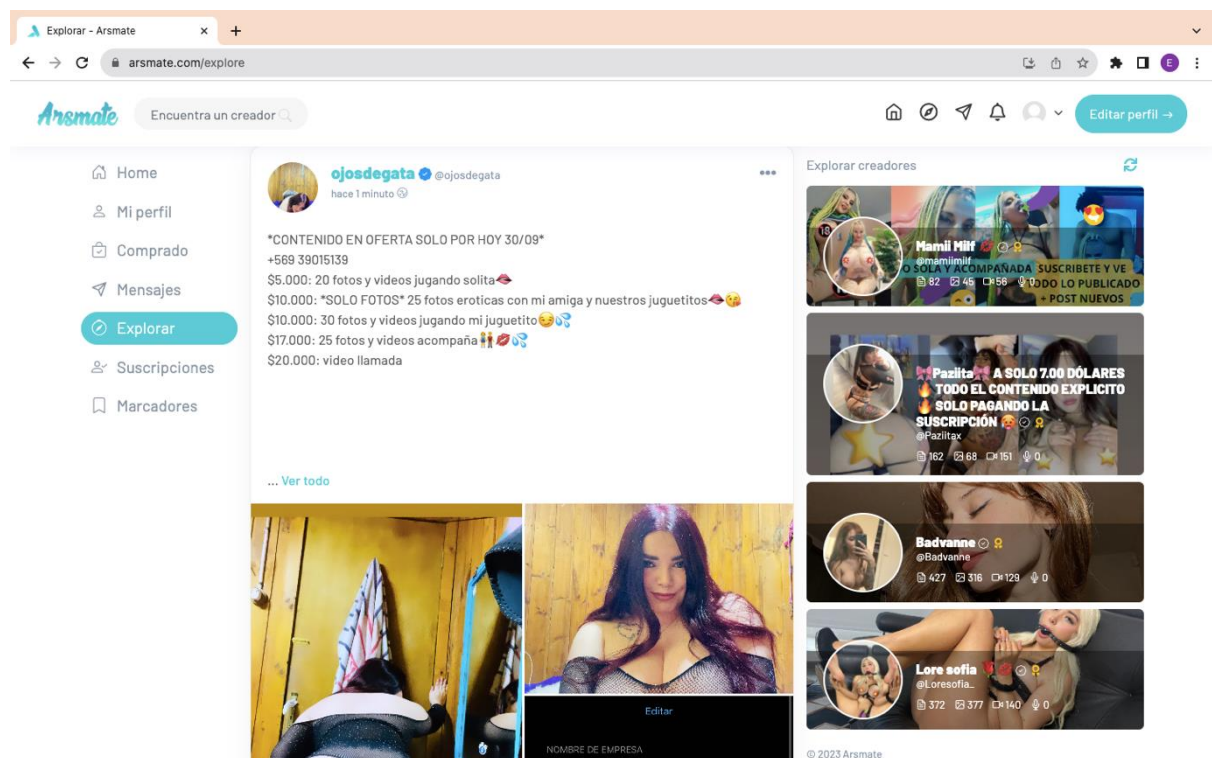 Explorar - Arsmate
arsmate.com/explore
E
Arsmate
Encuentra un creador
Editar perfil →
Home
Mi perfil
Comprado
Mensajes
Explorar
Suscripciones
Marcadores
ojosdegata @ojosdegata
hace 1 minuto
*CONTENIDO EN OFERTA SOLO POR HOY 30/09*
+569 39015139
$5.000: 20 fotos y videos jugando solita🫦
$10.000: *SOLO FOTOS* 25 fotos eroticas con mi amiga y nuestros juguetitos🫦😘
$10.000: 30 fotos y videos jugando mi juguetito😏💦
$17.000: 25 fotos y videos acompaña👫💋💦
$20.000: video llamada
... Ver todo
Editar
NOMBRE DE EMPRESA
Explorar creadores
Mamii Milf 💋
@mamiimilf
O SOLA Y ACOMPAÑADA SUSCRIBETE Y VE
82 45 56 0
ODO LO PUBLICADO
+ POST NUEVOS
🎀Paziita🎀 A SOLO 7.00 DÓLARES
🔥TODO EL CONTENIDO EXPLICITO
🔥SOLO PAGANDO LA
SUSCRIPCIÓN 🥵
@Paziitax
162 68 151 0
Badvanne
@Badvanne
427 316 129 0
Lore sofia 🌹💋
@Loresofia_
372 377 140 0
© 2023 Arsmate